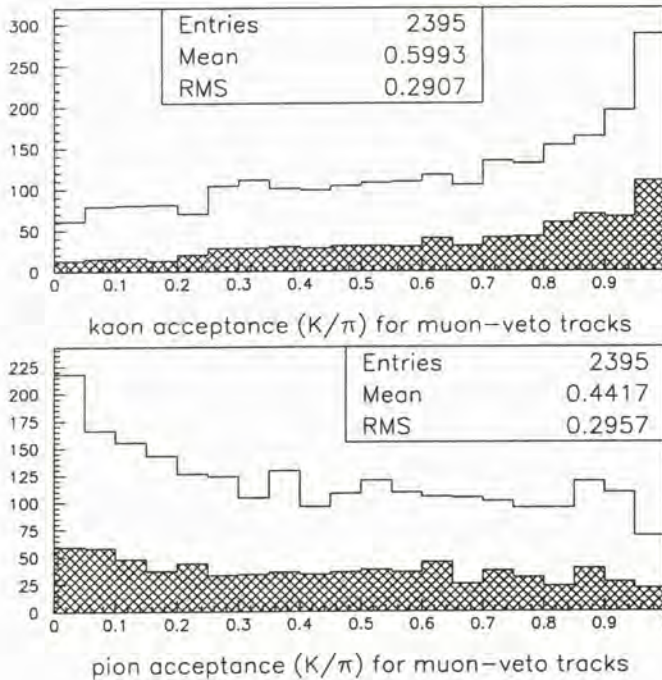 300
250
200
150
100
50
0
Entries 2395
Mean 0.5993
RMS 0.2907
0 0.1 0.2 0.3 0.4 0.5 0.6 0.7 0.8 0.9
kaon acceptance (K/π) for muon-veto tracks
225
200
175
150
125
100
75
50
25
0
Entries 2395
Mean 0.4417
RMS 0.2957
0 0.1 0.2 0.3 0.4 0.5 0.6 0.7 0.8 0.9
pion acceptance (K/π) for muon-veto tracks